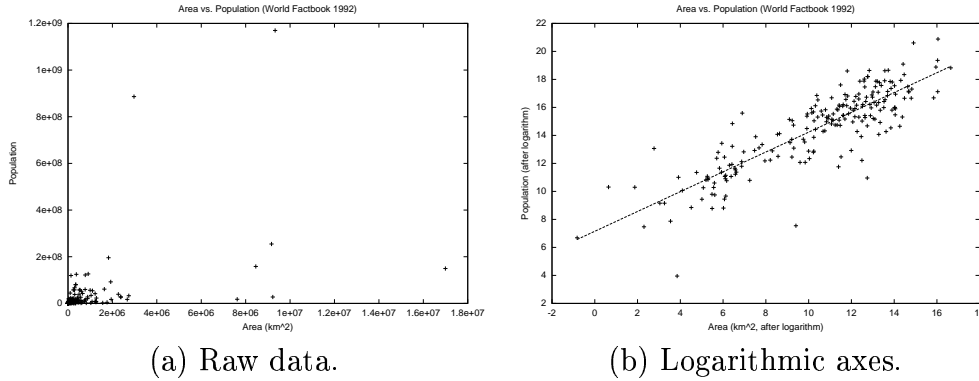 Area vs. Population (World Factbook 1992)
1.2e+09
1e+09
8e+08
6e+08
4e+08
2e+08
0
Population
0 2e+06 4e+06 6e+06 8e+06 1e+07 1.2e+07 1.4e+07 1.6e+07 1.8e+07
Area (km^2)
(a) Raw data.
Area vs. Population (World Factbook 1992)
22
20
18
16
14
12
10
8
6
4
2
Population (after logarithm)
-2 0 2 4 6 8 10 12 14 16 18
Area (km^2, after logarithm)
(b) Logarithmic axes.